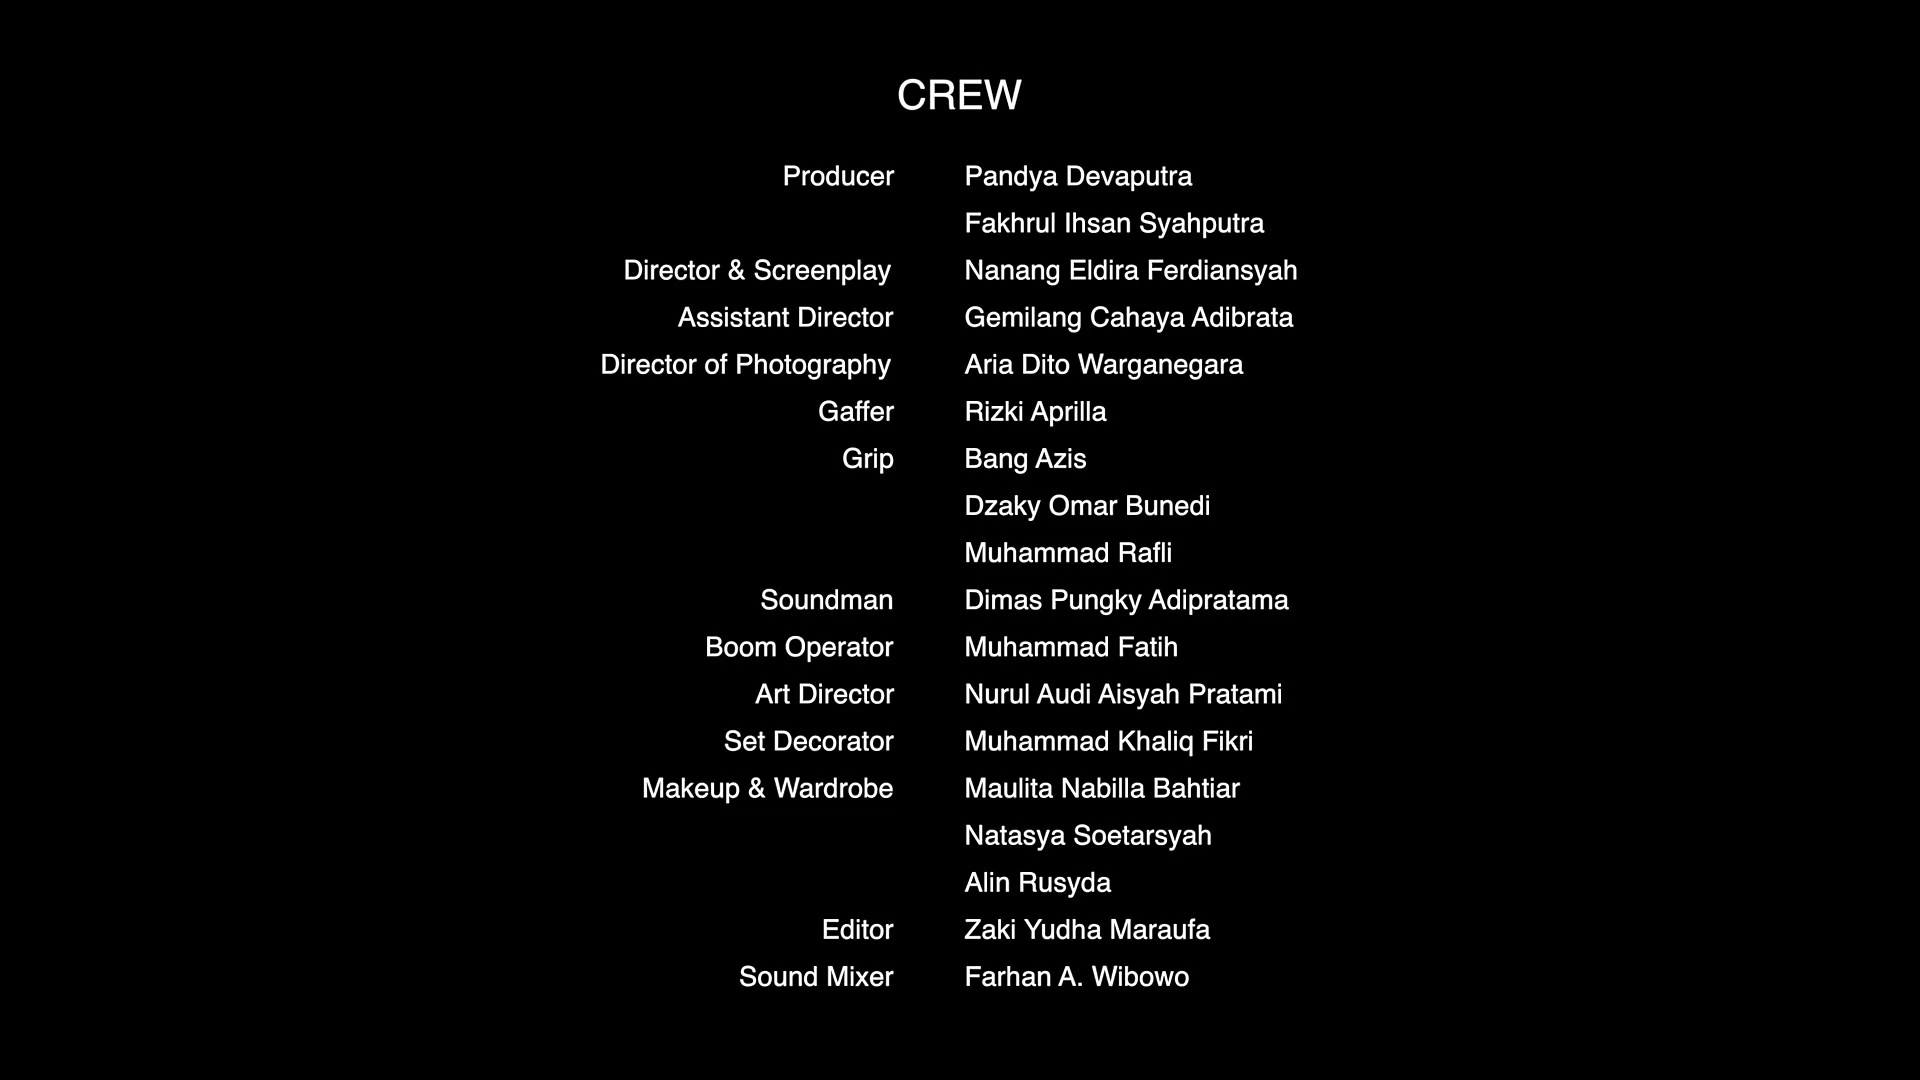 CREW
Producer Pandya Devaputra
Fakhrul Ihsan Syahputra
Director & Screenplay Nanang Eldira Ferdiansyah
Assistant Director Gemilang Cahaya Adibrata
Director of Photography Aria Dito Warganegara
Gaffer Rizki Aprilla
Grip Bang Azis
Dzaky Omar Bunedi
Muhammad Rafli
Soundman Dimas Pungky Adipratama
Boom Operator Muhammad Fatih
Art Director Nurul Audi Aisyah Pratami
Set Decorator Muhammad Khaliq Fikri
Makeup & Wardrobe Maulita Nabilla Bahtiar
Natasya Soetarsyah
Alin Rusyda
Editor Zaki Yudha Maraufa
Sound Mixer Farhan A. Wibowo